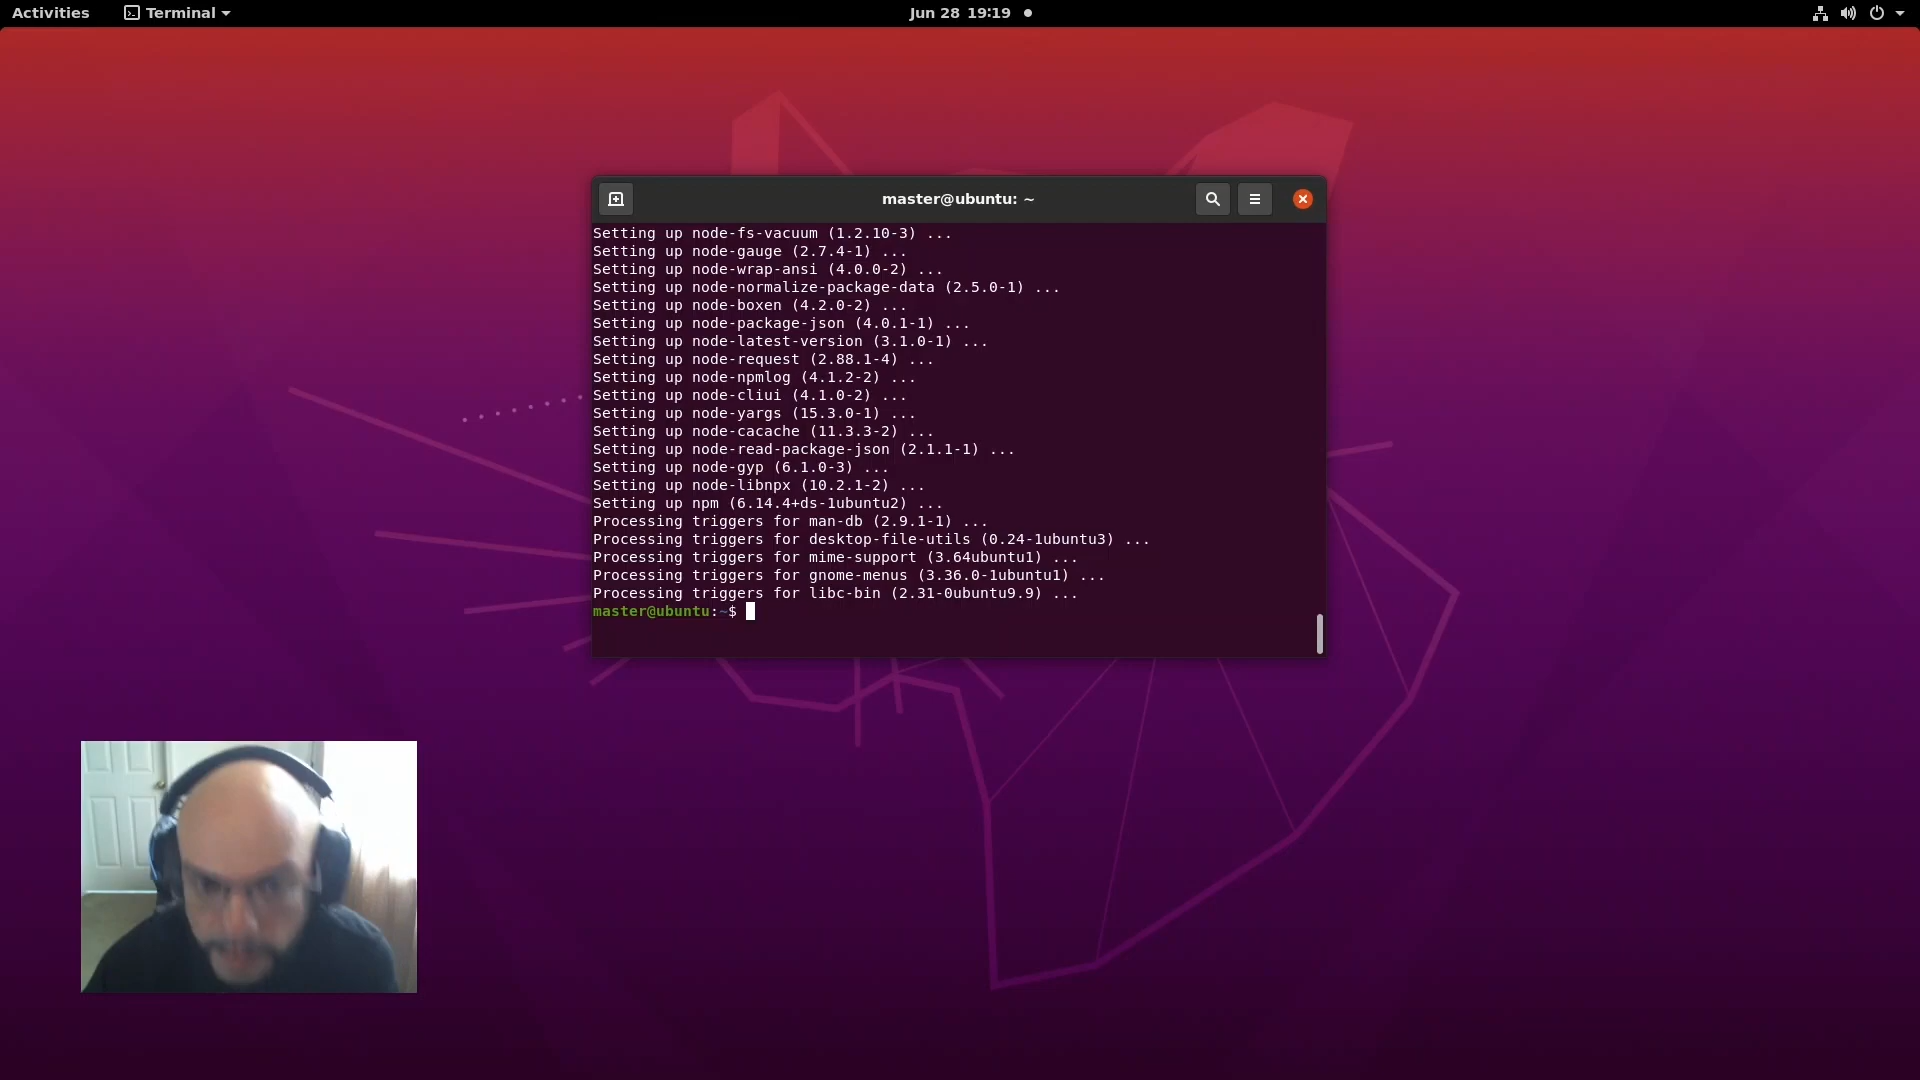 Activities Terminal Jun 28 19:19
master@ubuntu: ~
Setting up node-fs-vacuum (1.2.10-3) ...
Setting up node-gauge (2.7.4-1) ...
Setting up node-wrap-ansi (4.0.0-2) ...
Setting up node-normalize-package-data (2.5.0-1) ...
Setting up node-boxen (4.2.0-2) ...
Setting up node-package-json (4.0.1-1) ...
Setting up node-latest-version (3.1.0-1) ...
Setting up node-request (2.88.1-4) ...
Setting up node-npmlog (4.1.2-2) ...
Setting up node-cliui (4.1.0-2) ...
Setting up node-yargs (15.3.0-1) ...
Setting up node-cacache (11.3.3-2) ...
Setting up node-read-package-json (2.1.1-1) ...
Setting up node-gyp (6.1.0-3) ...
Setting up node-libnpx (10.2.1-2) ...
Setting up npm (6.14.4+ds-1ubuntu2) ...
Processing triggers for man-db (2.9.1-1) ...
Processing triggers for desktop-file-utils (0.24-1ubuntu3) ...
Processing triggers for mime-support (3.64ubuntu1) ...
Processing triggers for gnome-menus (3.36.0-1ubuntu1) ...
Processing triggers for libc-bin (2.31-0ubuntu9.9) ...
master@ubuntu:~$